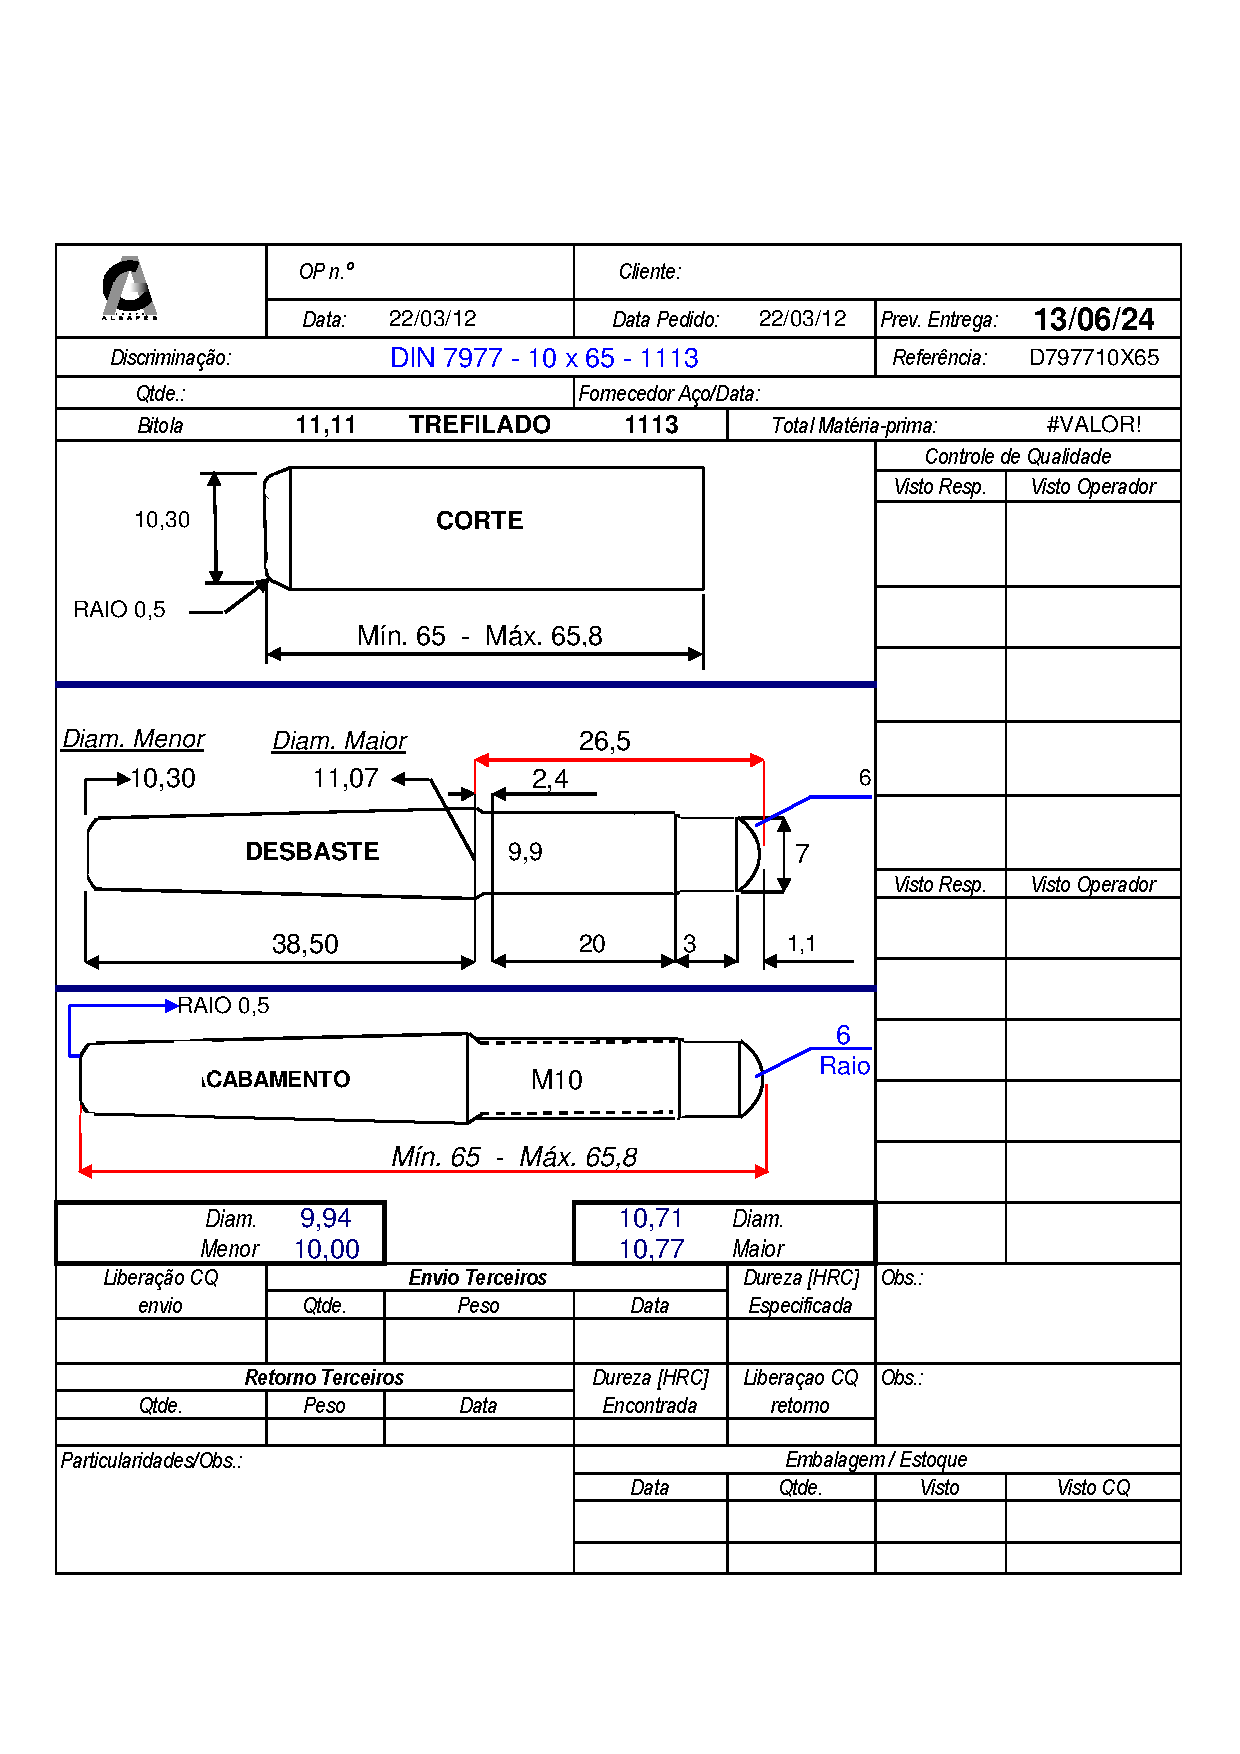 ALBAPES
OP n.º
Cliente:
Data: 22/03/12 Data Pedido: 22/03/12 Prev. Entrega: 13/06/24
Discriminação: DIN 7977 - 10 x 65 - 1113 Referência: D797710X65
Qtde.: Fornecedor Aço/Data:
Bitola 11,11 TREFILADO 1113 Total Matéria-prima: #VALOR!
Controle de Qualidade
Visto Resp. Visto Operador
10,30 CORTE
RAIO 0,5
Mín. 65 - Máx. 65,8
Diam. Menor Diam. Maior 26,5
10,30 11,07 2,4 6
DESBASTE 9,9 7
Visto Resp. Visto Operador
38,50 20 3 1,1
RAIO 0,5
6
Raio
ACABAMENTO M10
Mín. 65 - Máx. 65,8
Diam. 9,94 10,71 Diam.
Menor 10,00 10,77 Maior
Liberação CQ Envio Terceiros Dureza [HRC] Obs.:
envio Qtde. Peso Data Especificada
Retorno Terceiros Dureza [HRC] Liberaçao CQ Obs.:
Qtde. Peso Data Encontrada retorno
Particularidades/Obs.: Embalagem / Estoque
Data Qtde. Visto Visto CQ